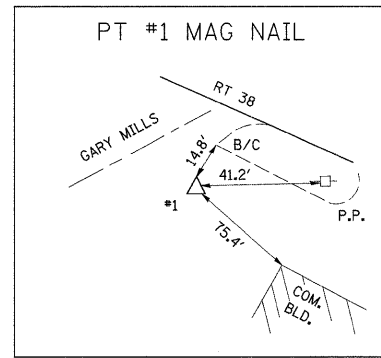 PT #1 MAG NAIL
RT 38
GARY MILLS
B/C
14.8'
41.2'
#1
P.P.
75.4'
COM.
BLD.